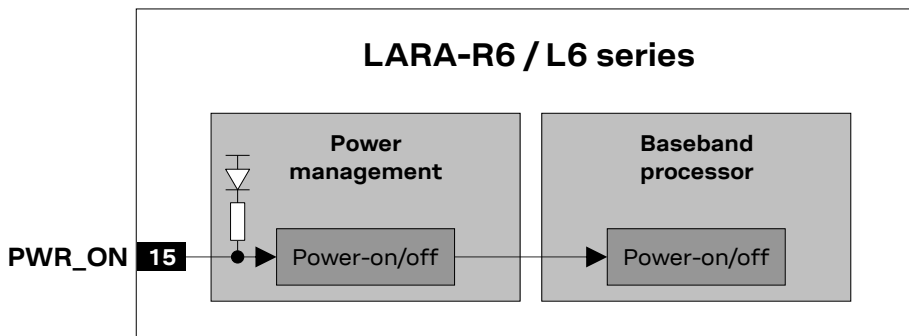 LARA-R6 / L6 series
Power
management
Baseband
processor
PWR_ON 15
Power-on/off
Power-on/off